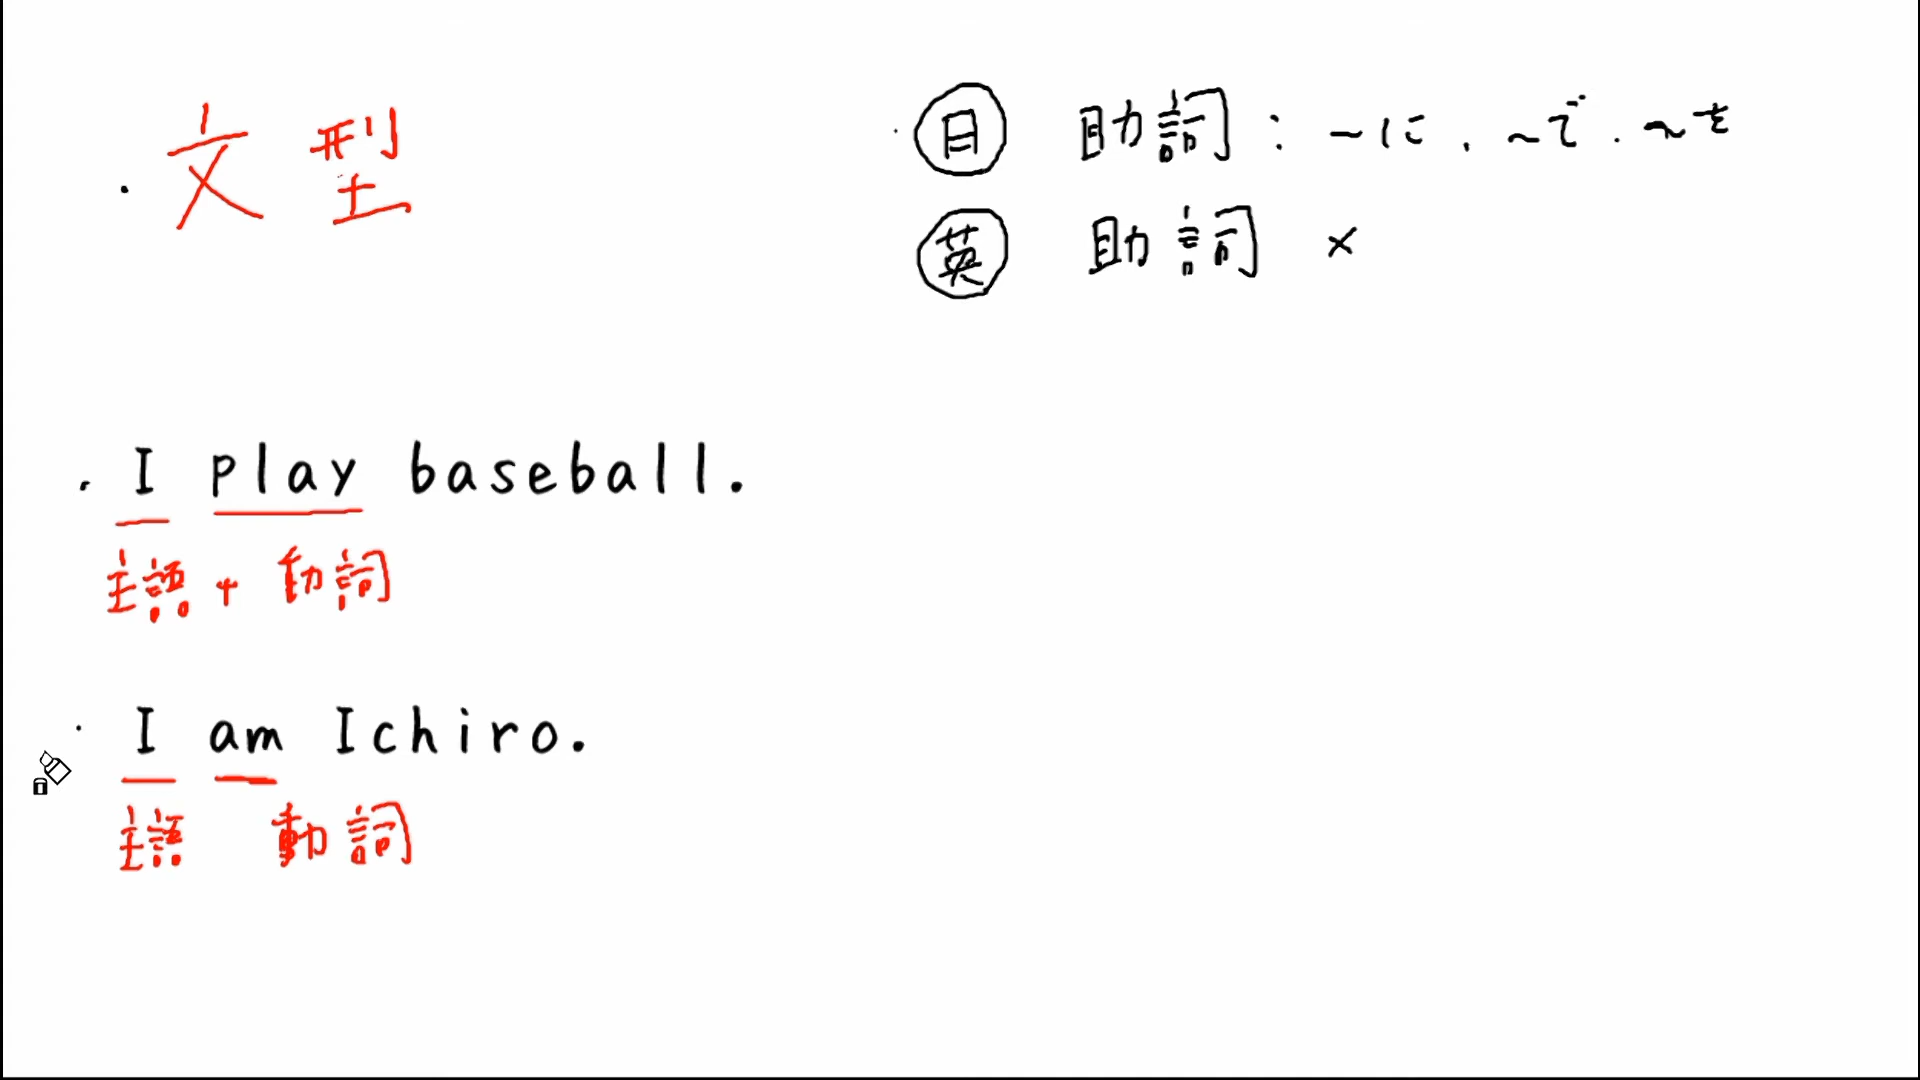 ・文型
・㊐ 助詞：〜に、〜で、〜を
㊧ 助詞 ×
・I play baseball.
主語 + 動詞
・I am Ichiro.
主語 動詞